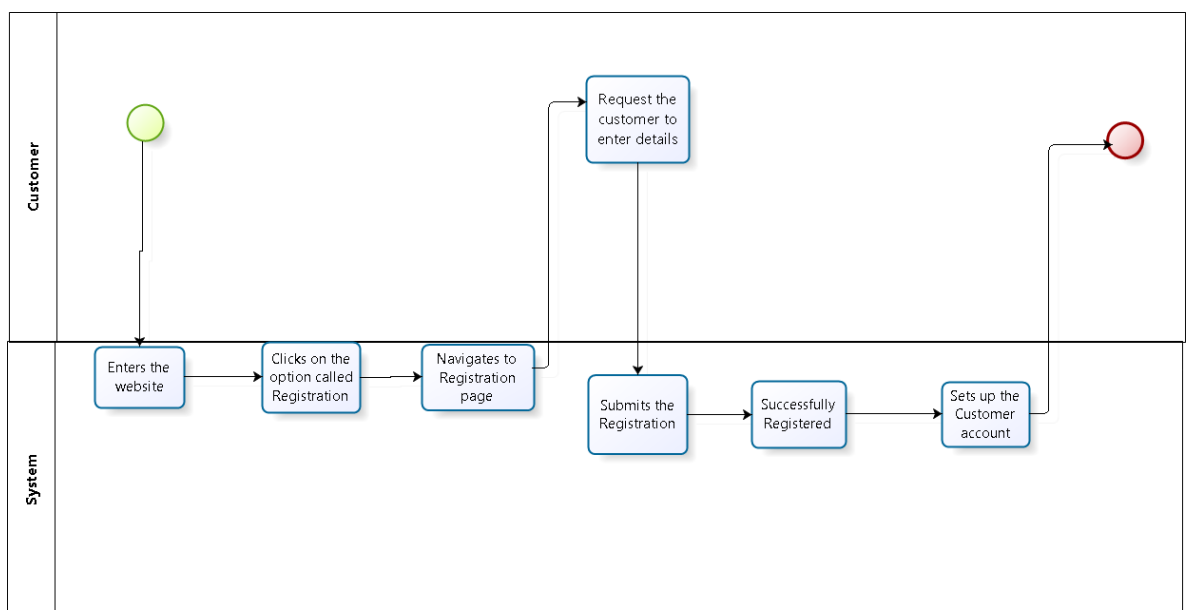 Customer
Request the
customer to
enter details
System
Enters the
website
Clicks on the
option called
Registration
Navigates to
Registration
page
Submits the
Registration
Successfully
Registered
Sets up the
Customer
account